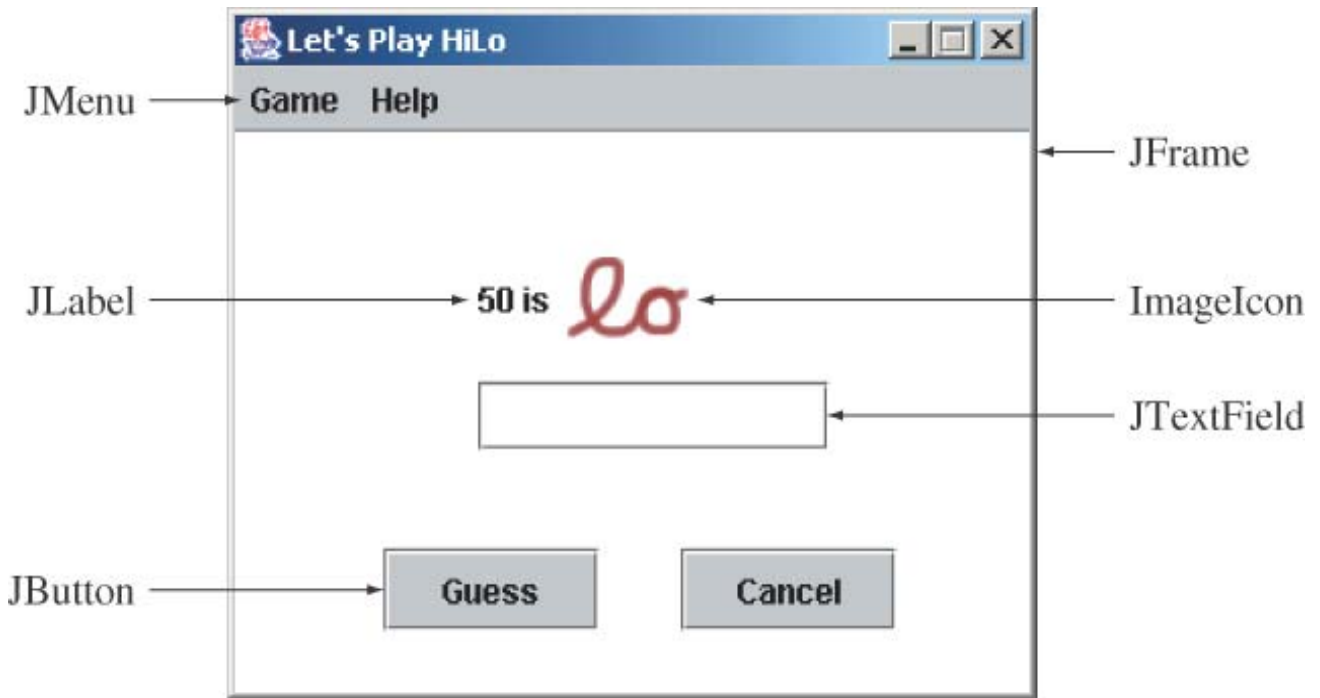 Let's Play HiLo
JMenu
Game Help
JFrame
JLabel
50 is lo
ImageIcon
JTextField
JButton
Guess
Cancel